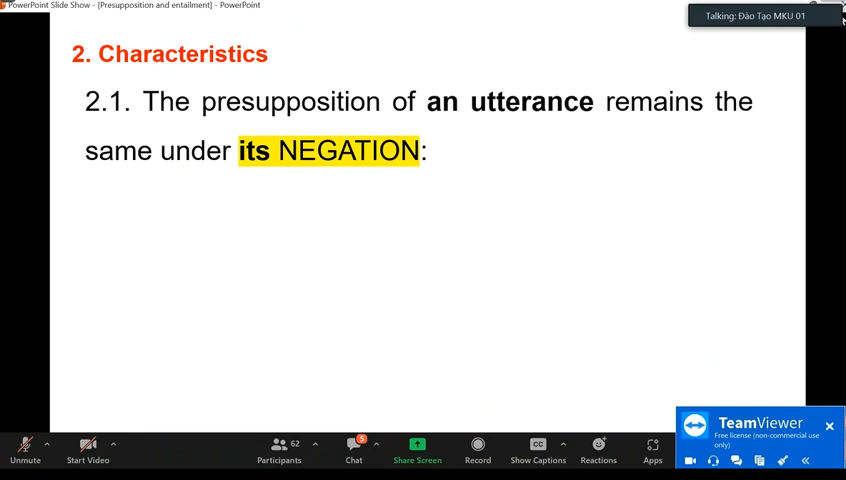 PowerPoint Slide Show - [Presupposition and entailment] - PowerPoint
Talking: Đào Tạo MKU 01
2. Characteristics
2.1. The presupposition of an utterance remains the
same under its NEGATION:
TeamViewer
Free license (non-commercial use
only)
5
62
Unmute
Start Video
Participants
Chat
Share Screen
Record
CC
Show Captions
Reactions
Apps